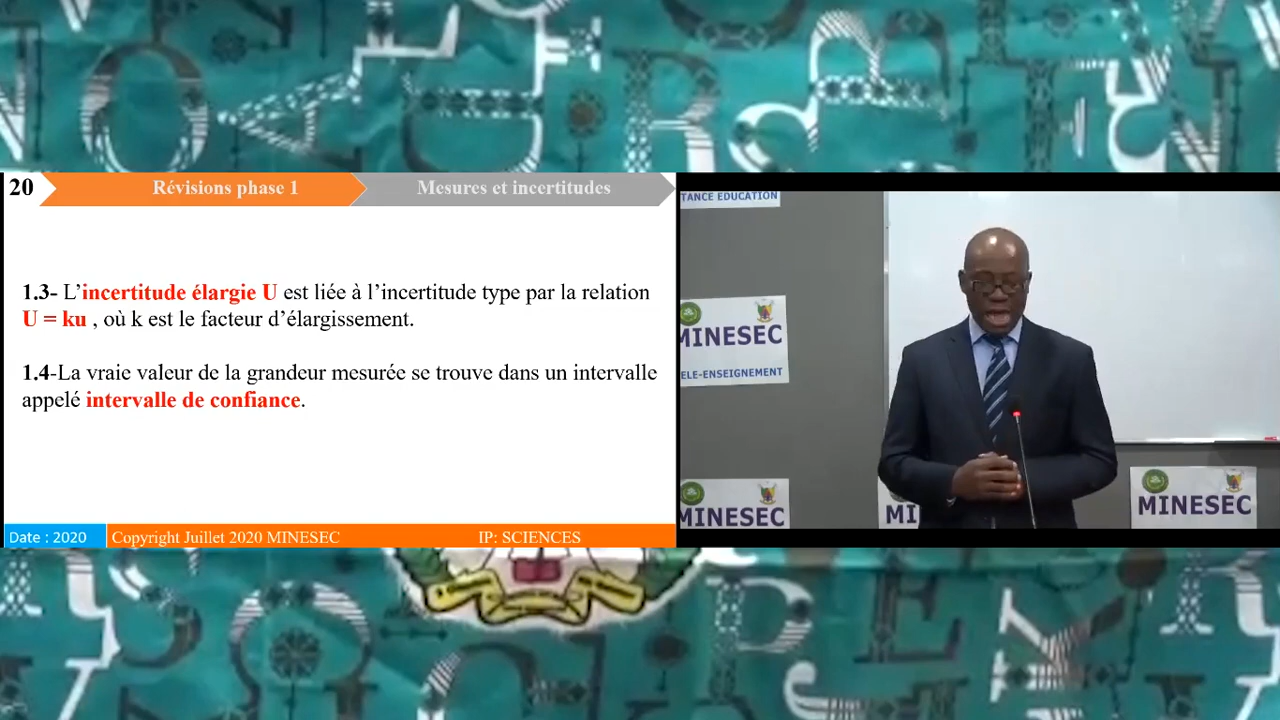 20
Révisions phase 1
Mesures et incertitudes
1.3- L’incertitude élargie U est liée à l’incertitude type par la relation
U = ku , où k est le facteur d’élargissement.
1.4-La vraie valeur de la grandeur mesurée se trouve dans un intervalle
appelé intervalle de confiance.
Date : 2020
Copyright Juillet 2020 MINESEC
IP: SCIENCES
TANCE EDUCATION
MINESEC
ELE-ENSEIGNEMENT
MINESEC
MI
MINESEC